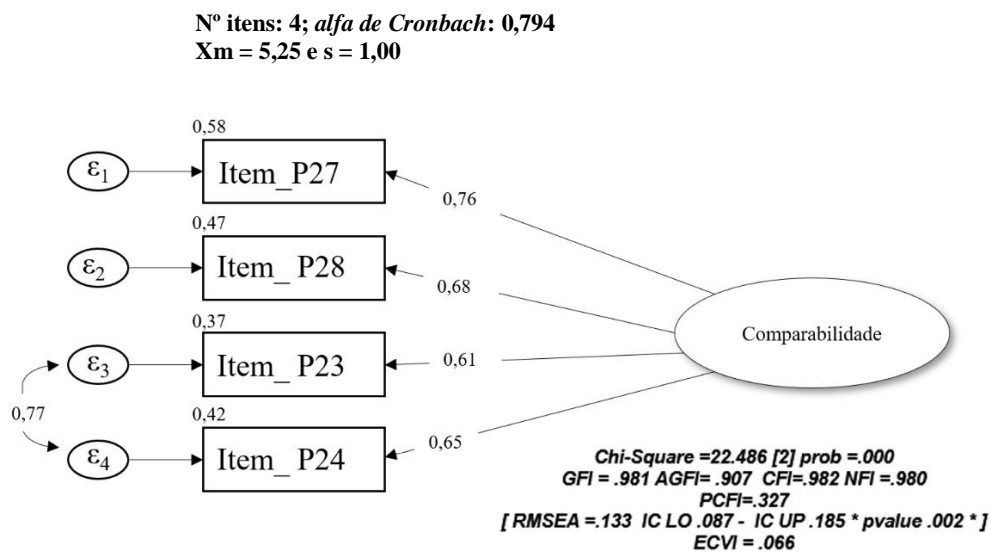 Nº itens: 4; alfa de Cronbach: 0,794
Xm = 5,25 e s = 1,00
0,58
ε1
Item_P27
0,76
0,47
ε2
Item_ P28
0,68
0,37
ε3
Item_ P23
0,61
Comparabilidade
0,77
0,42
ε4
Item_ P24
0,65
Chi-Square =22.486 [2] prob =.000
GFI = .981 AGFI= .907 CFI=.982 NFI =.980
PCFI=.327
[ RMSEA =.133 IC LO .087 - IC UP .185 * pvalue .002 * ]
ECVI = .066